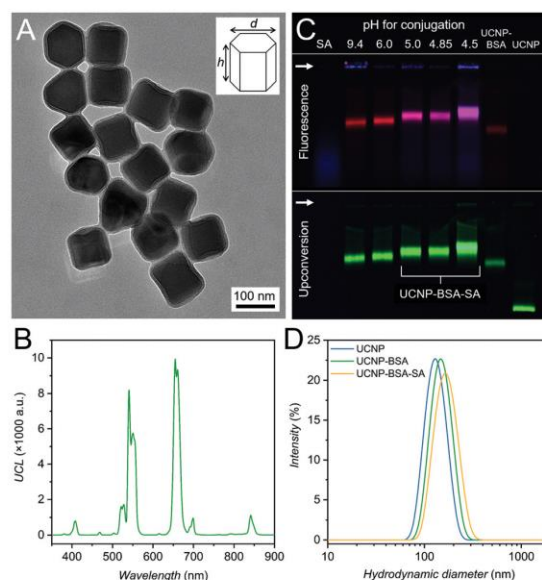 A
d
h
100 nm
C
pH for conjugation
SA 9.4 6.0 5.0 4.85 4.5 UCNP-BSA UCNP
Fluorescence
Upconversion
UCNP-BSA-SA
B
UCL (×1000 a.u.)
10
8
6
4
2
0
400 500 600 700 800 900
Wavelength (nm)
D
UCNP
UCNP-BSA
UCNP-BSA-SA
Intensity (%)
25
20
15
10
5
0
10 100 1000
Hydrodynamic diameter (nm)